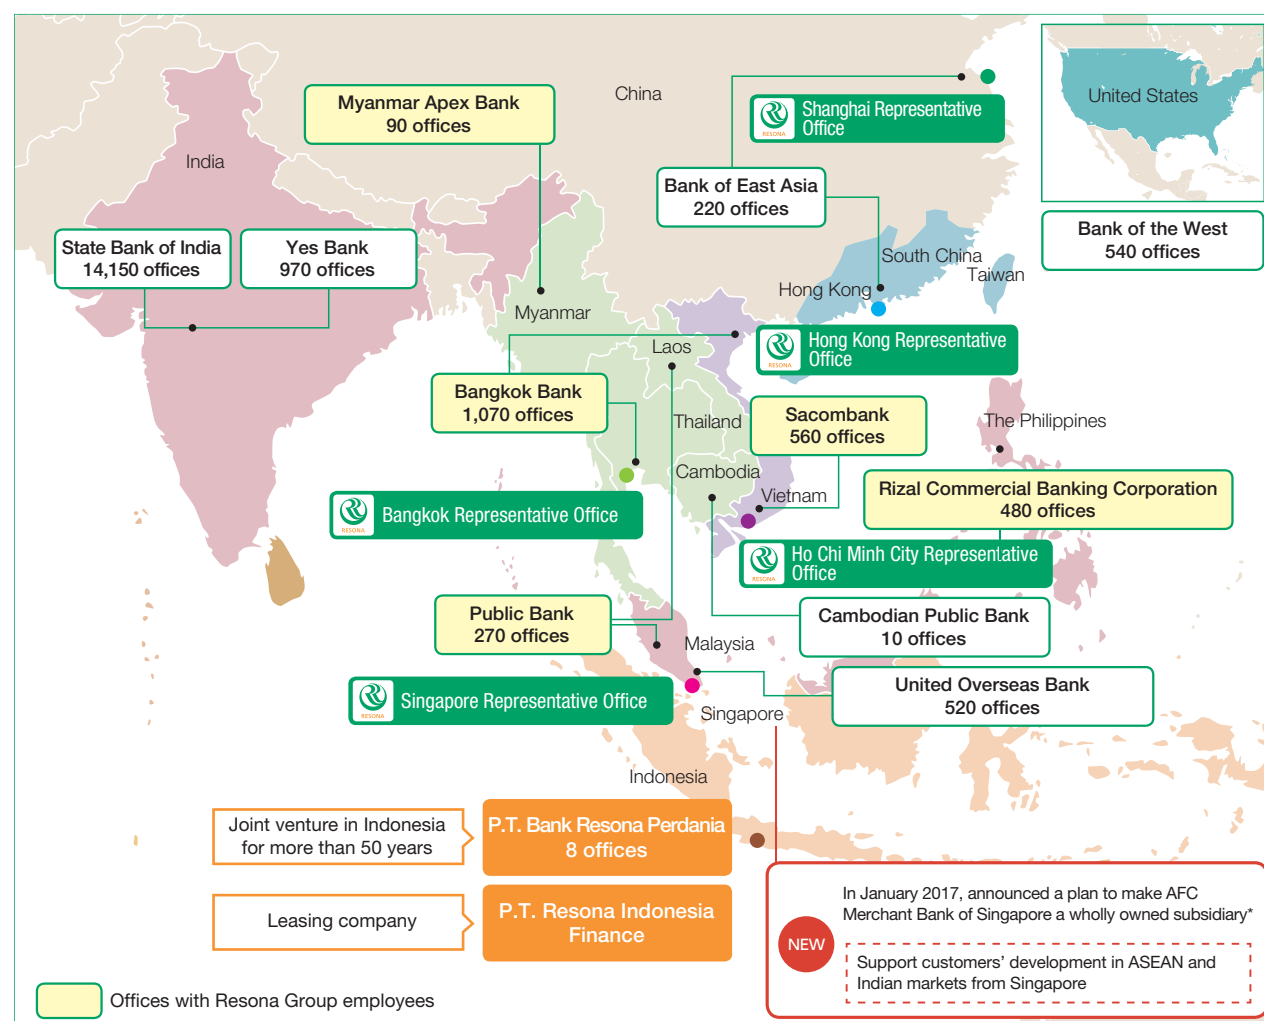 China
United States
Shanghai Representative
Office
RESONA
Myanmar Apex Bank
90 offices
India
Bank of East Asia
220 offices
Bank of the West
540 offices
State Bank of India
14,150 offices
Yes Bank
970 offices
South China
Taiwan
Hong Kong
Myanmar
Hong Kong Representative
Office
RESONA
Laos
Bangkok Bank
1,070 offices
Thailand
Sacombank
560 offices
The Philippines
Cambodia
Vietnam
Rizal Commercial Banking Corporation
480 offices
Bangkok Representative Office
RESONA
Ho Chi Minh City Representative
Office
RESONA
Public Bank
270 offices
Cambodian Public Bank
10 offices
Malaysia
United Overseas Bank
520 offices
Singapore Representative Office
RESONA
Singapore
Indonesia
Joint venture in Indonesia
for more than 50 years
P.T. Bank Resona Perdania
8 offices
Leasing company
P.T. Resona Indonesia
Finance
NEW
In January 2017, announced a plan to make AFC
Merchant Bank of Singapore a wholly owned subsidiary*
Support customers' development in ASEAN and
Indian markets from Singapore
Offices with Resona Group employees